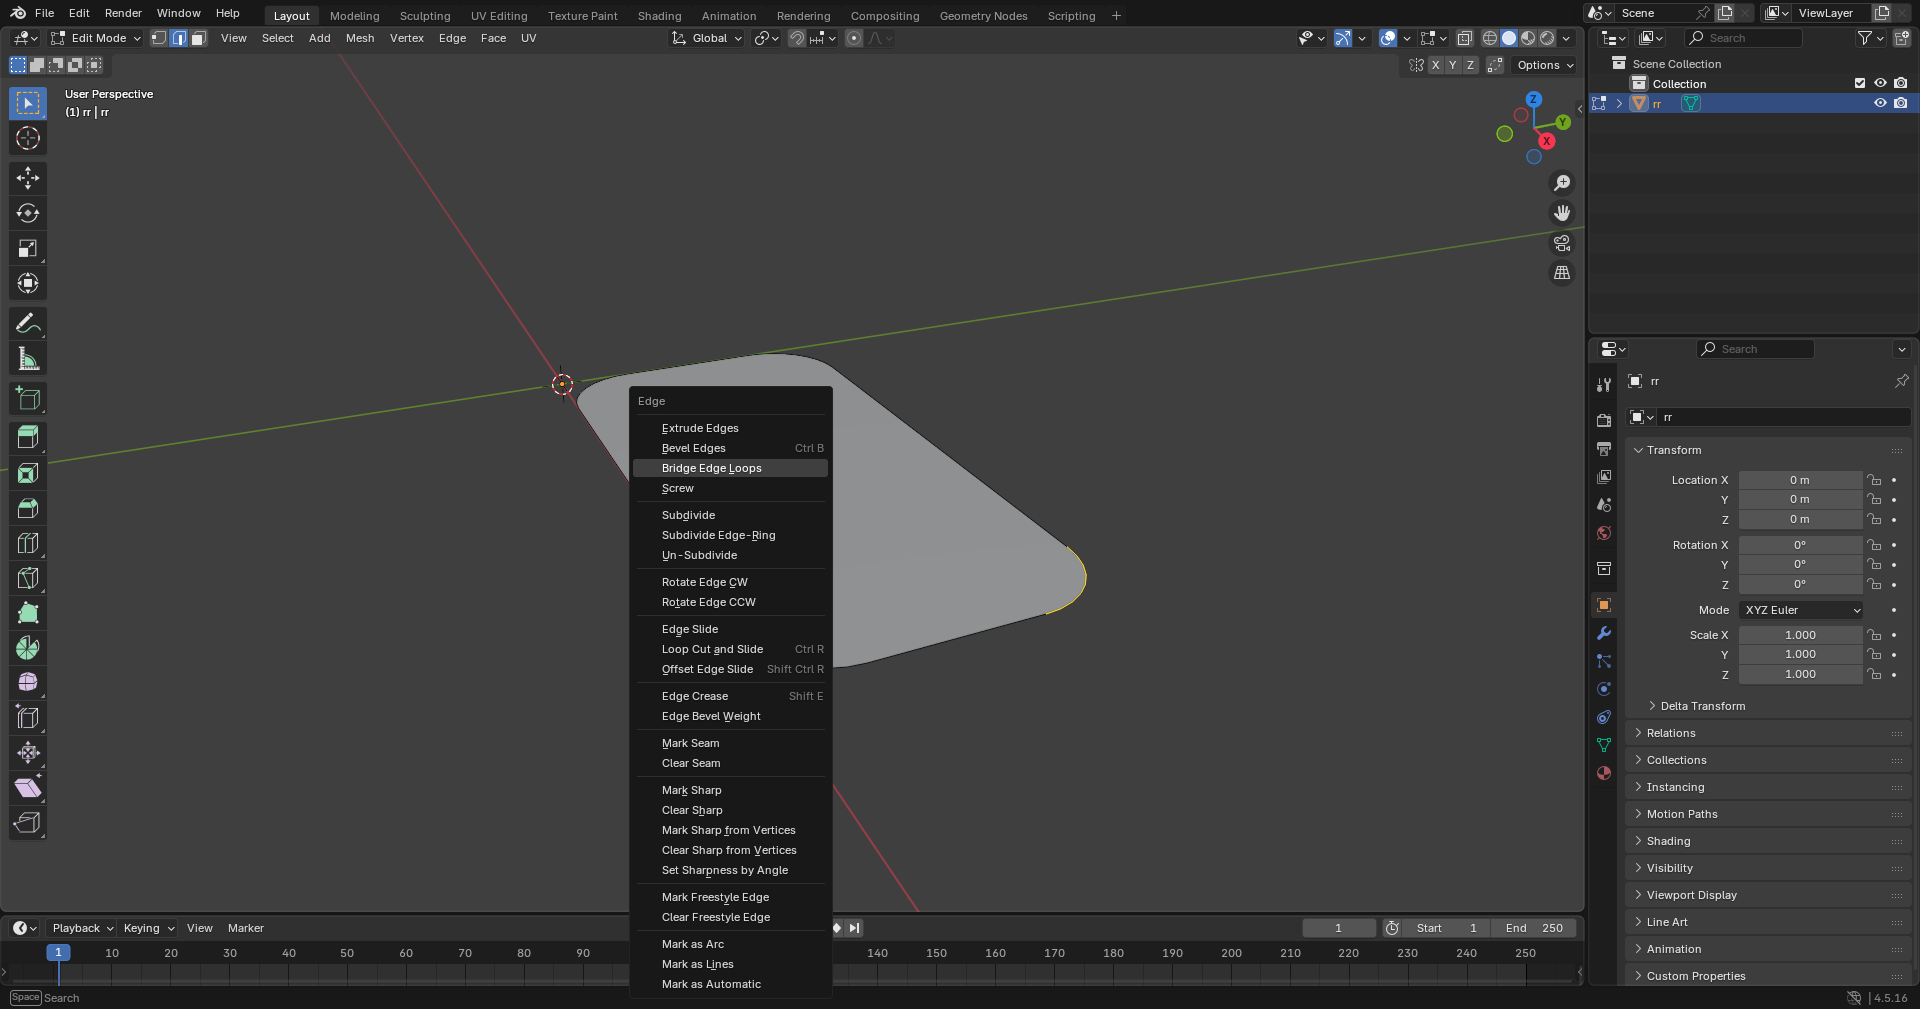 File Edit Render Window Help Layout Modeling Sculpting UV Editing Texture Paint Shading Animation Rendering Compositing Geometry Nodes Scripting + Scene ViewLayer
Edit Mode View Select Add Mesh Vertex Edge Face UV Global Search
X Y Z Options
User Perspective
(1) rr | rr
Z
Y
X
Scene Collection
Collection
rr
Edge
Extrude Edges
Bevel Edges Ctrl B
Bridge Edge Loops
Screw
Subdivide
Subdivide Edge-Ring
Un-Subdivide
Rotate Edge CW
Rotate Edge CCW
Edge Slide
Loop Cut and Slide Ctrl R
Offset Edge Slide Shift Ctrl R
Edge Crease Shift E
Edge Bevel Weight
Mark Seam
Clear Seam
Mark Sharp
Clear Sharp
Mark Sharp from Vertices
Clear Sharp from Vertices
Set Sharpness by Angle
Mark Freestyle Edge
Clear Freestyle Edge
Mark as Arc
Mark as Lines
Mark as Automatic
Search
rr
rr
Transform
Location X 0 m
Y 0 m
Z 0 m
Rotation X 0°
Y 0°
Z 0°
Mode XYZ Euler
Scale X 1.000
Y 1.000
Z 1.000
Delta Transform
Relations
Collections
Instancing
Motion Paths
Shading
Visibility
Viewport Display
Line Art
Animation
Custom Properties
Playback Keying View Marker 1 Start 1 End 250
1 10 20 30 40 50 60 70 80 90 140 150 160 170 180 190 200 210 220 230 240 250
Space Search
4.5.16